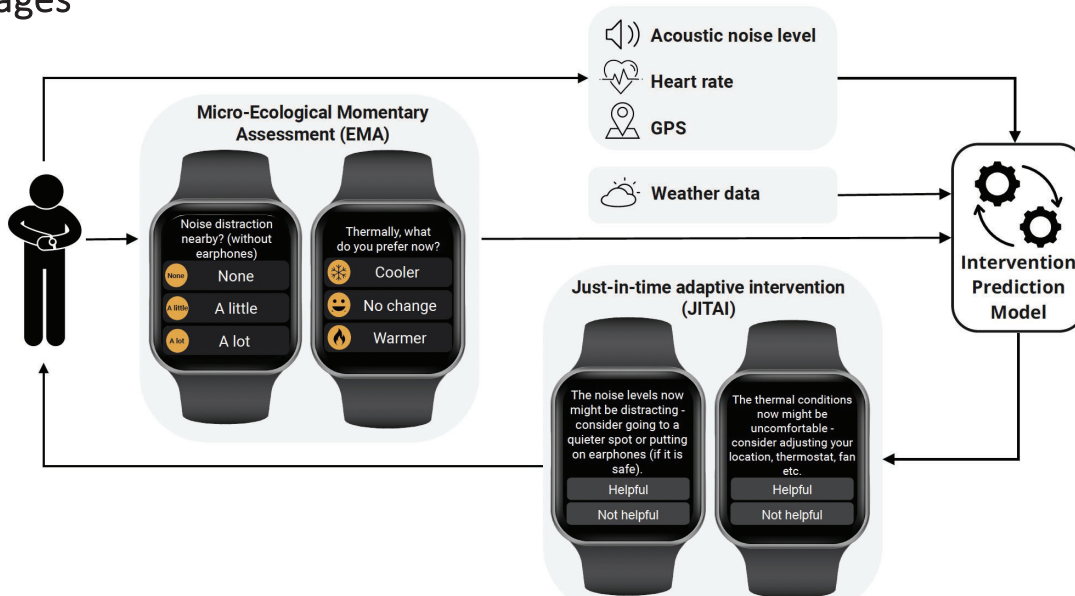 ages
Acoustic noise level
Heart rate
GPS
Weather data
Micro-Ecological Momentary
Assessment (EMA)
Noise distraction
nearby? (without
earphones)
None
None
A little
A little
A lot
A lot
Thermally, what
do you prefer now?
Cooler
No change
Warmer
Intervention
Prediction
Model
Just-in-time adaptive intervention
(JITAI)
The noise levels now
might be distracting -
consider going to a
quieter spot or putting
on earphones (if it is
safe).
Helpful
Not helpful
The thermal conditions
now might be
uncomfortable -
consider adjusting your
location, thermostat, fan
etc.
Helpful
Not helpful